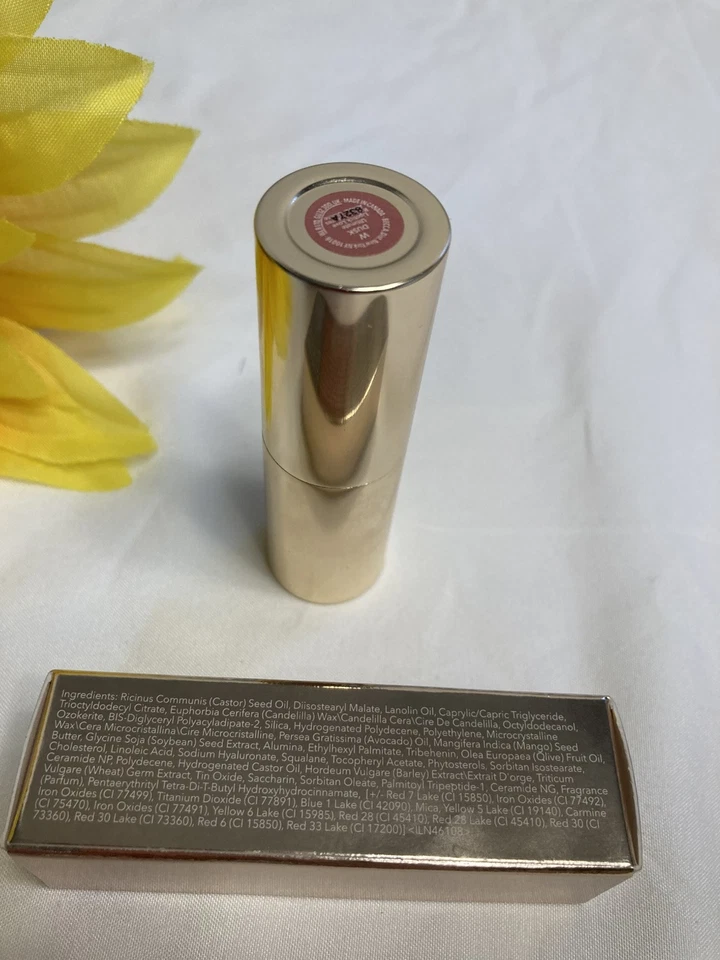 W
DUSK
MADE IN CANADA
Ingredients: Ricinus Communis (Castor) Seed Oil, Diisostearyl Malate, Lanolin Oil, Caprylic/Capric Triglyceride,
Trioctyldodecyl Citrate, Euphorbia Cerifera (Candelilla) Wax\Candelilla Cera\Cire De Candelilla, Octyldodecanol,
Ozokerite, BIS-Diglyceryl Polyacyladipate-2, Silica, Hydrogenated Polydecene, Polyethylene, Microcrystalline
Wax\Cera Microcristallina\Cire Microcristalline, Persea Gratissima (Avocado) Oil, Mangifera Indica (Mango) Seed
Butter, Glycine Soja (Soybean) Seed Extract, Alumina, Ethylhexyl Palmitate, Tribehenin, Olea Europaea (Olive) Fruit Oil,
Cholesterol, Linoleic Acid, Sodium Hyaluronate, Squalane, Tocopheryl Acetate, Phytosterols, Sorbitan Isostearate,
Ceramide NP, Polydecene, Hydrogenated Castor Oil, Hordeum Vulgare (Barley) Extract\Extrait D'orge, Triticum
Vulgare (Wheat) Germ Extract, Tin Oxide, Saccharin, Sorbitan Oleate, Palmitoyl Tripeptide-1, Ceramide NG, Fragrance
(Parfum), Pentaerythrityl Tetra-Di-T-Butyl Hydroxyhydrocinnamate, [+/- Red 7 Lake (CI 15850), Iron Oxides (CI 77492),
Iron Oxides (CI 77499), Titanium Dioxide (CI 77891), Blue 1 Lake (CI 42090), Mica, Yellow 5 Lake (CI 19140), Carmine
(CI 75470), Iron Oxides (CI 77491), Yellow 6 Lake (CI 15985), Red 28 (CI 45410), Red 28 Lake (CI 45410), Red 30 (CI
73360), Red 30 Lake (CI 73360), Red 6 (CI 15850), Red 33 Lake (CI 17200)] <ILN46108>